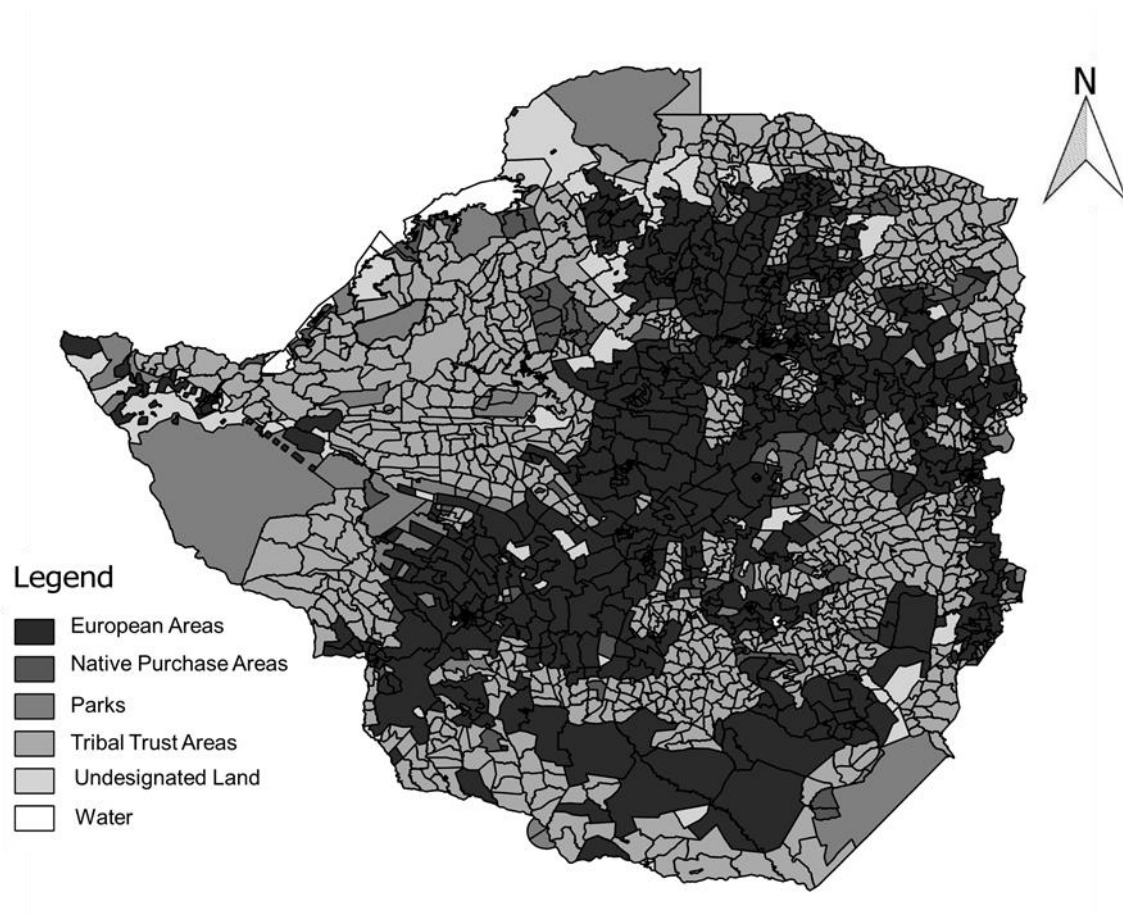 N
Legend
European Areas
Native Purchase Areas
Parks
Tribal Trust Areas
Undesignated Land
Water